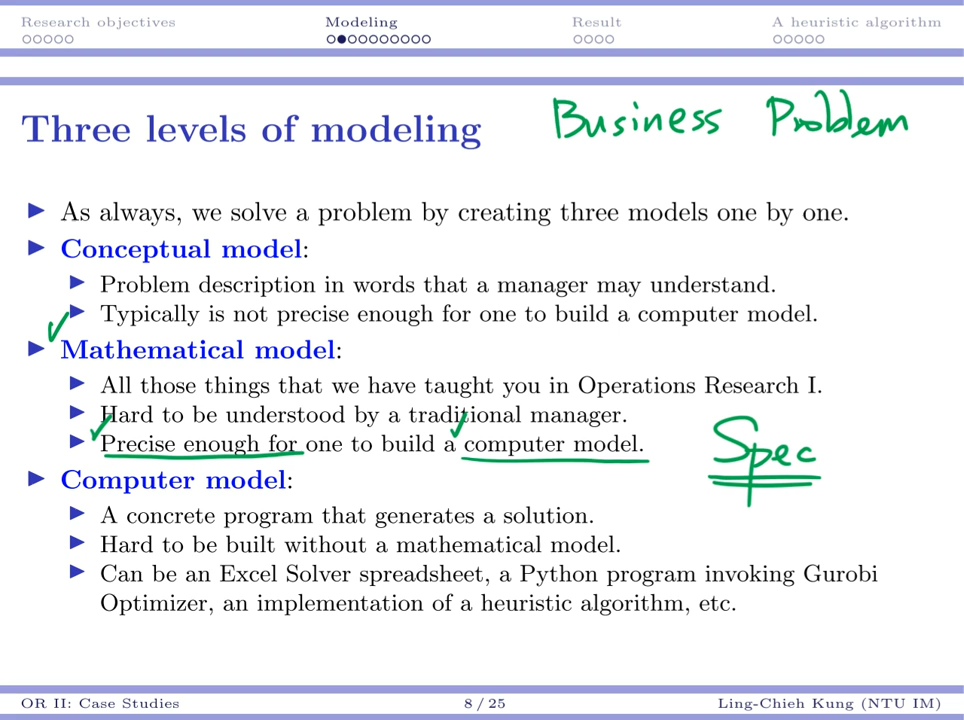 Research objectives Modeling Result A heuristic algorithm
Three levels of modeling Business Problem
As always, we solve a problem by creating three models one by one.
Conceptual model:
Problem description in words that a manager may understand.
Typically is not precise enough for one to build a computer model.
Mathematical model:
All those things that we have taught you in Operations Research I.
Hard to be understood by a traditional manager.
Precise enough for one to build a computer model.
Spec
Computer model:
A concrete program that generates a solution.
Hard to be built without a mathematical model.
Can be an Excel Solver spreadsheet, a Python program invoking Gurobi
Optimizer, an implementation of a heuristic algorithm, etc.
OR II: Case Studies 8 / 25 Ling-Chieh Kung (NTU IM)